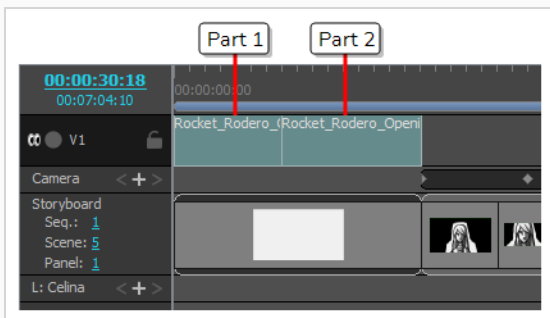 Part 1
Part 2
00:00:30:18
00:07:04:10
00:00:00:00
V1
Rocket_Rodero_(
Rocket_Rodero_Openi
Camera
< + >
Storyboard
Seq.: 1
Scene: 5
Panel: 1
L: Celina
< + >